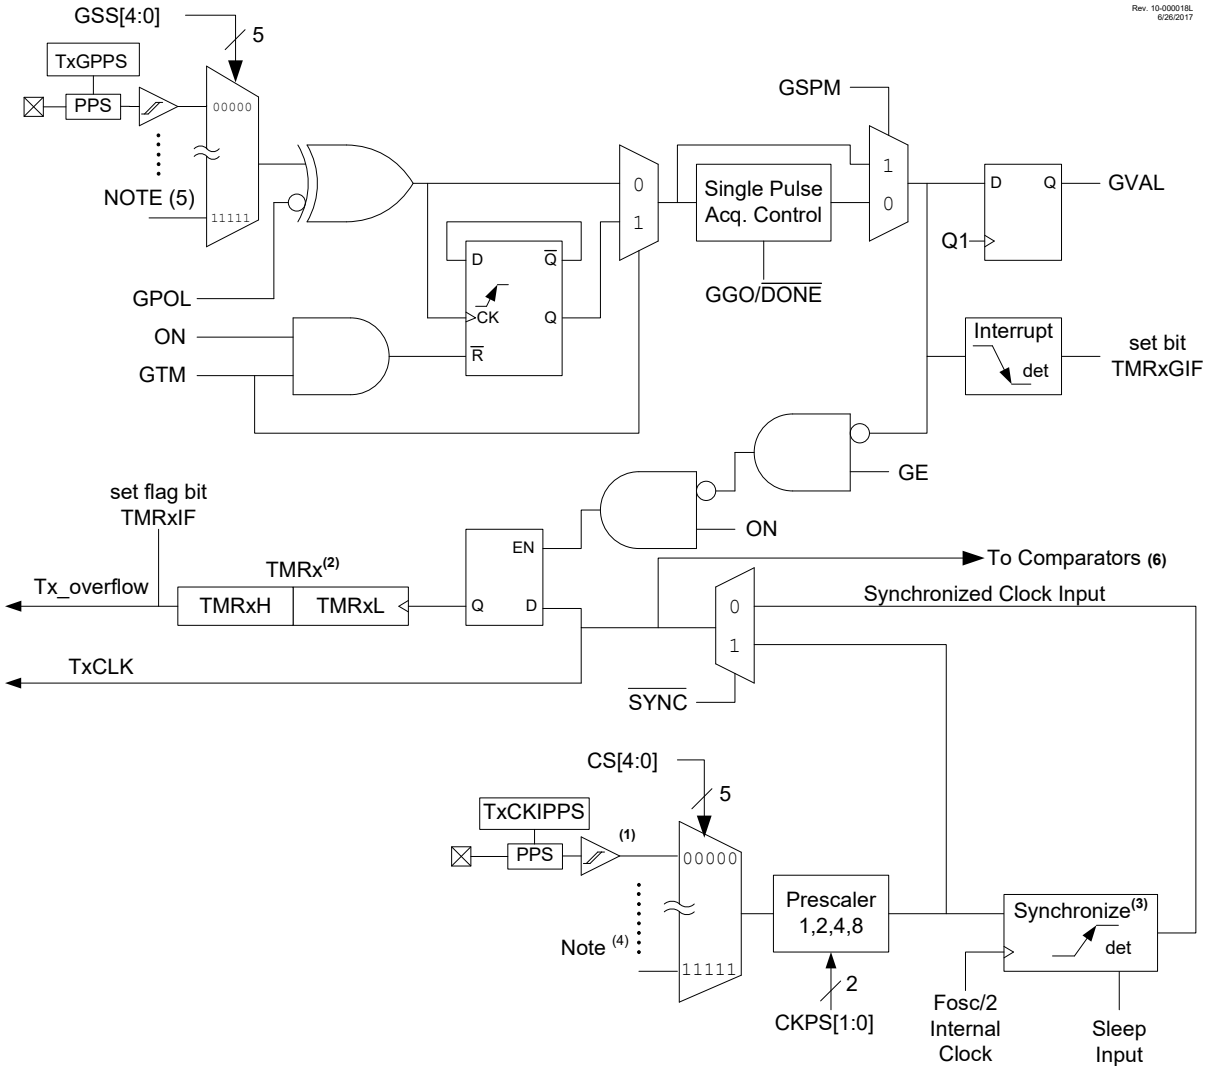 Rev. 10-000018L
6/26/2017
GSS[4:0]
5
TxGPPS
PPS
00000
NOTE (5)
11111
GPOL
ON
GTM
D
Q
CK
Q
R
0
1
GSPM
Single Pulse
Acq. Control
GGO/DONE
1
0
D
Q
Q1
GVAL
Interrupt
det
set bit
TMRxGIF
GE
ON
set flag bit
TMRxIF
Tx_overflow
TMRx(2)
TMRxH
TMRxL
EN
Q
D
To Comparators (6)
0
1
Synchronized Clock Input
TxCLK
SYNC
CS[4:0]
5
TxCKIPPS
PPS
(1)
00000
Note (4)
11111
Prescaler
1,2,4,8
2
CKPS[1:0]
Synchronize(3)
det
Fosc/2
Internal
Clock
Sleep
Input